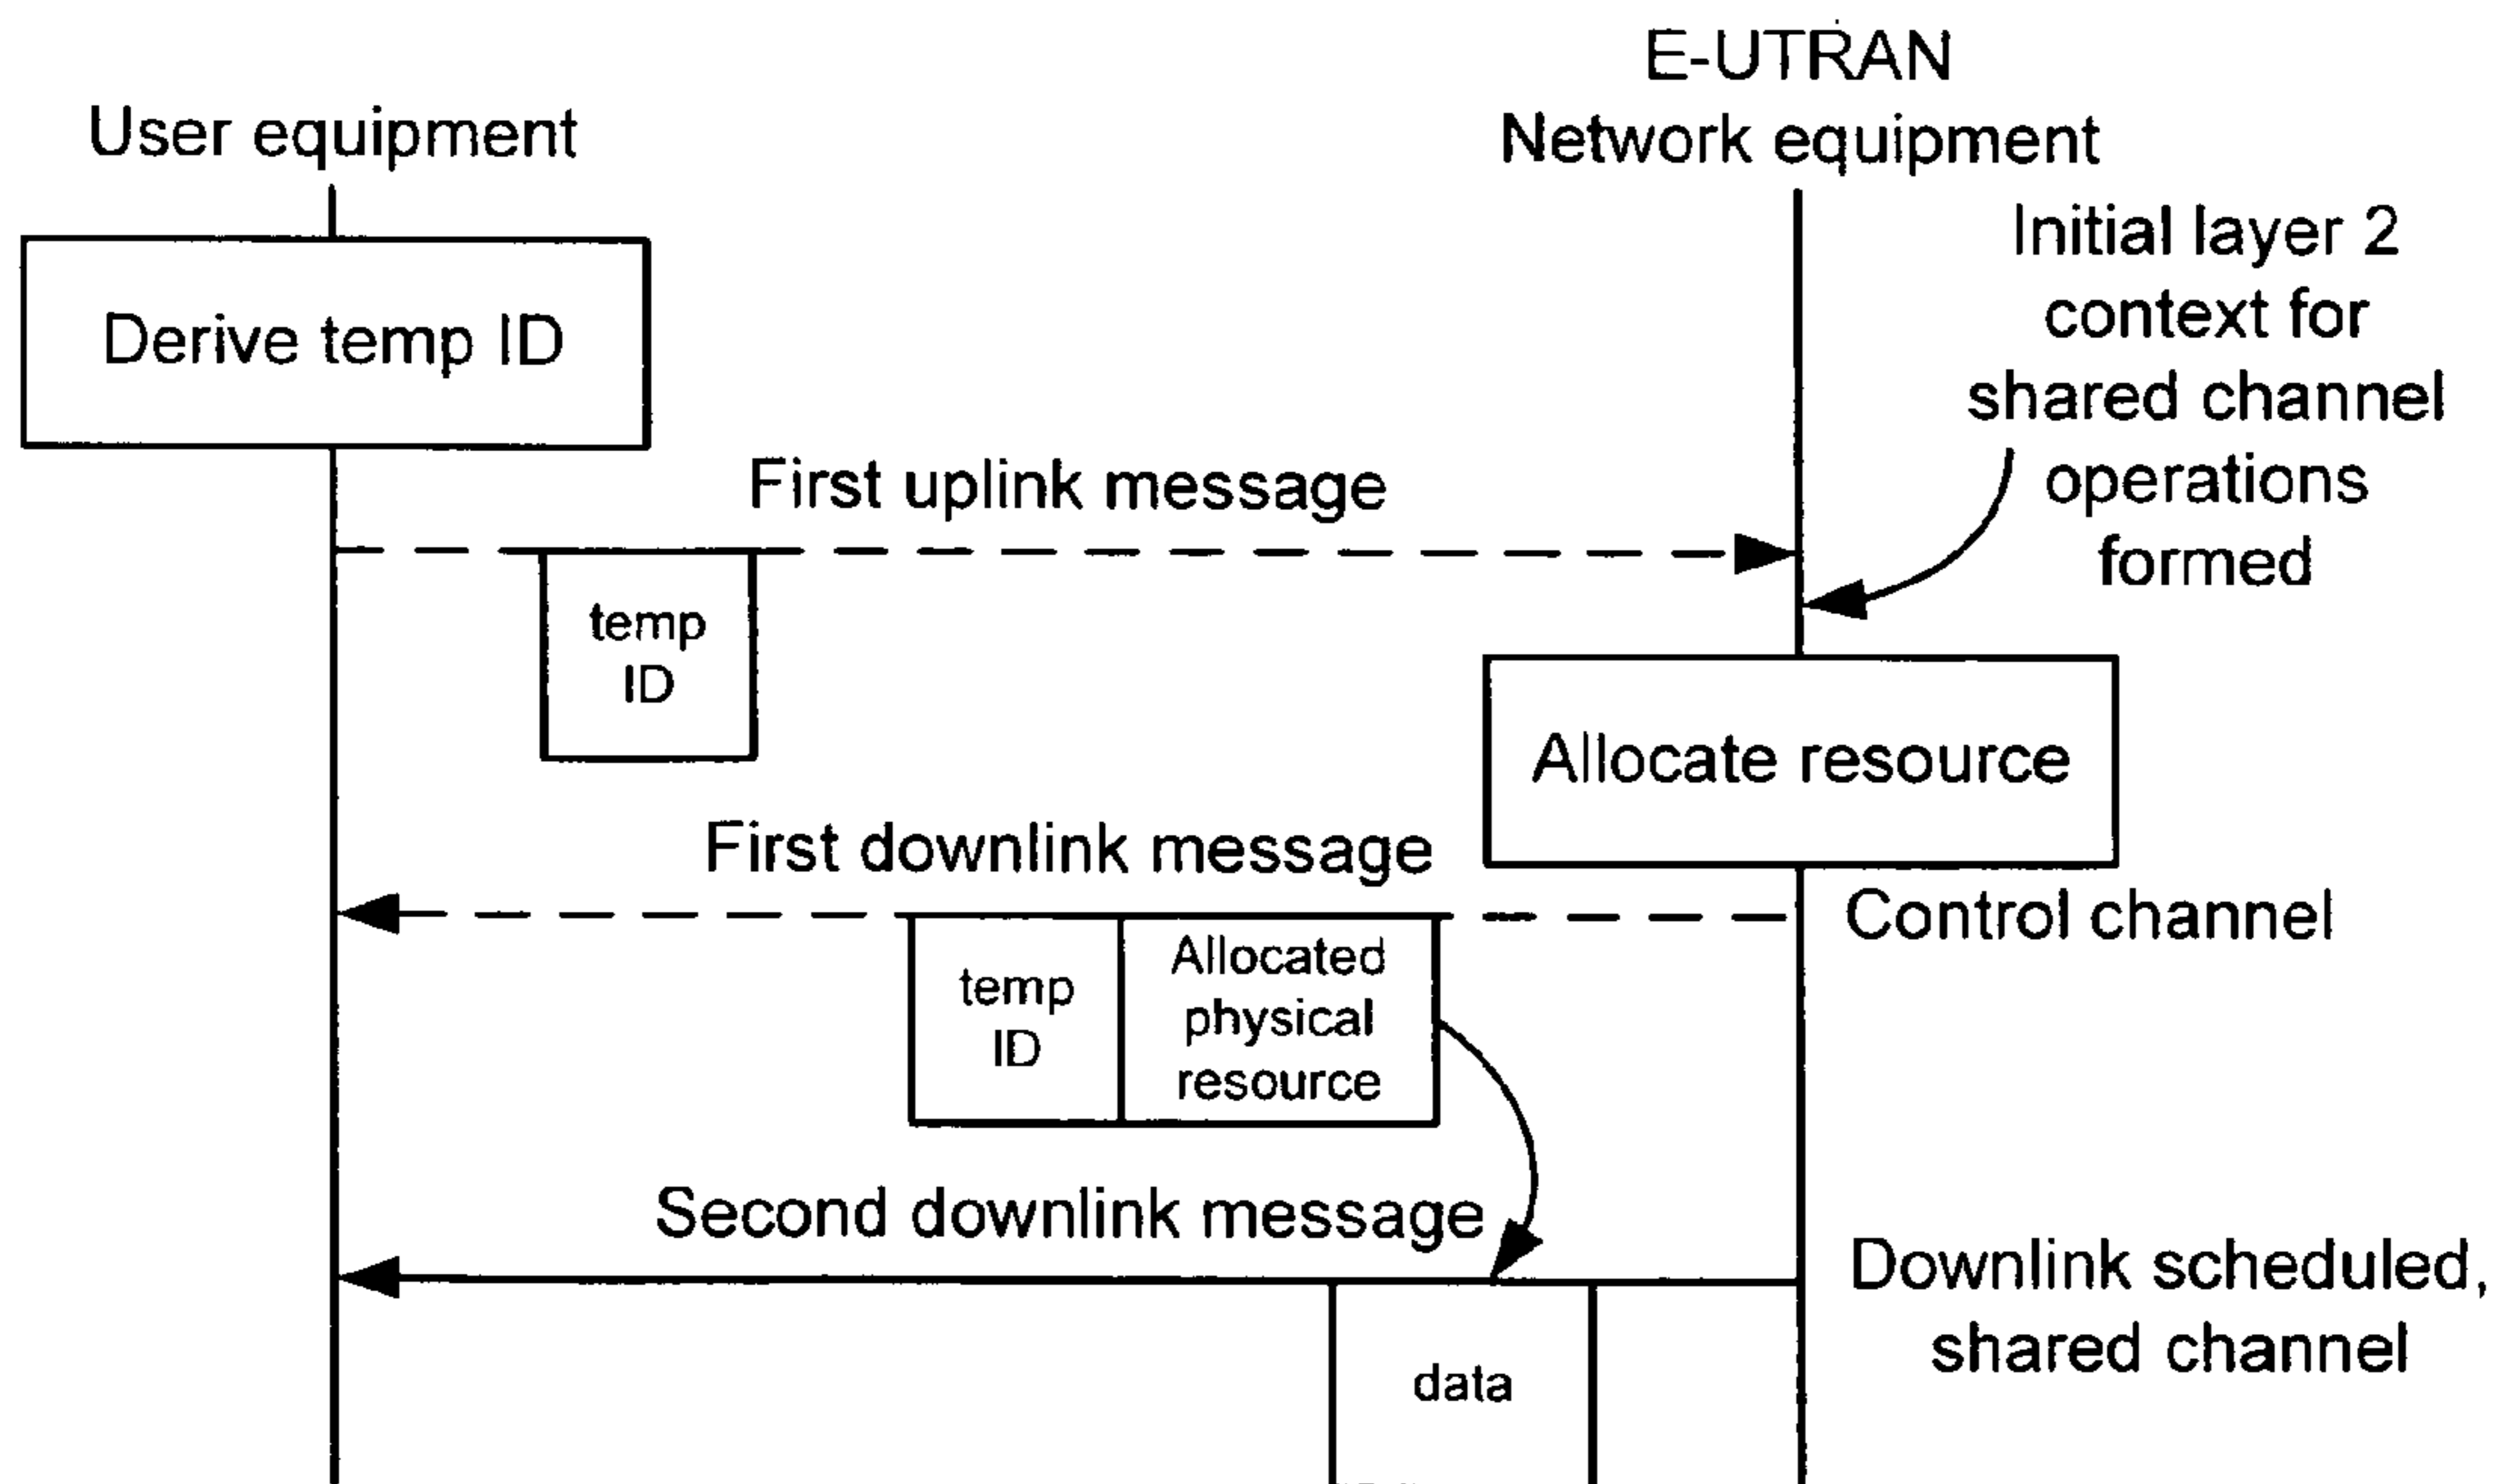 E-UTRAN
Network equipment
User equipment
Initial layer 2
context for
shared channel
operations
formed
Derive temp ID
First uplink message
temp
ID
Allocate resource
First downlink message
Control channel
temp
ID
Allocated
physical
resource
Second downlink message
Downlink scheduled,
shared channel
data